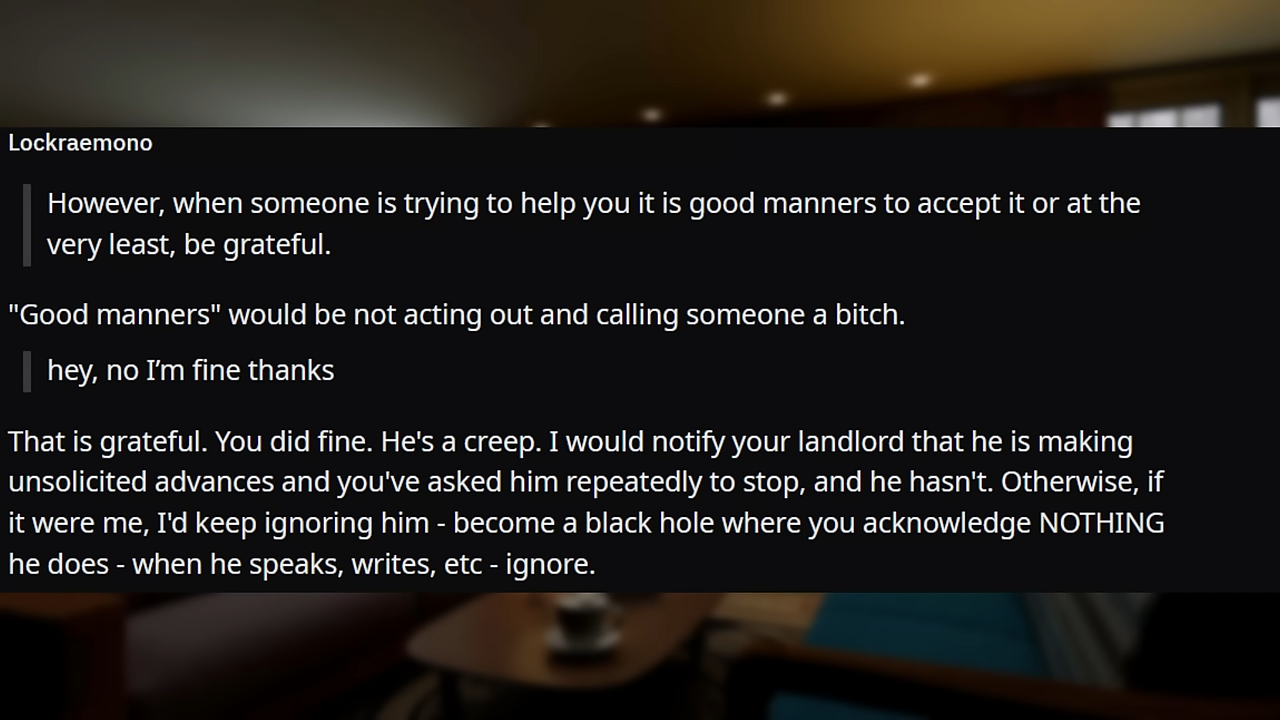 Lockraemono
However, when someone is trying to help you it is good manners to accept it or at the
very least, be grateful.
"Good manners" would be not acting out and calling someone a bitch.
hey, no I’m fine thanks
That is grateful. You did fine. He's a creep. I would notify your landlord that he is making
unsolicited advances and you've asked him repeatedly to stop, and he hasn't. Otherwise, if
it were me, I'd keep ignoring him - become a black hole where you acknowledge NOTHING
he does - when he speaks, writes, etc - ignore.